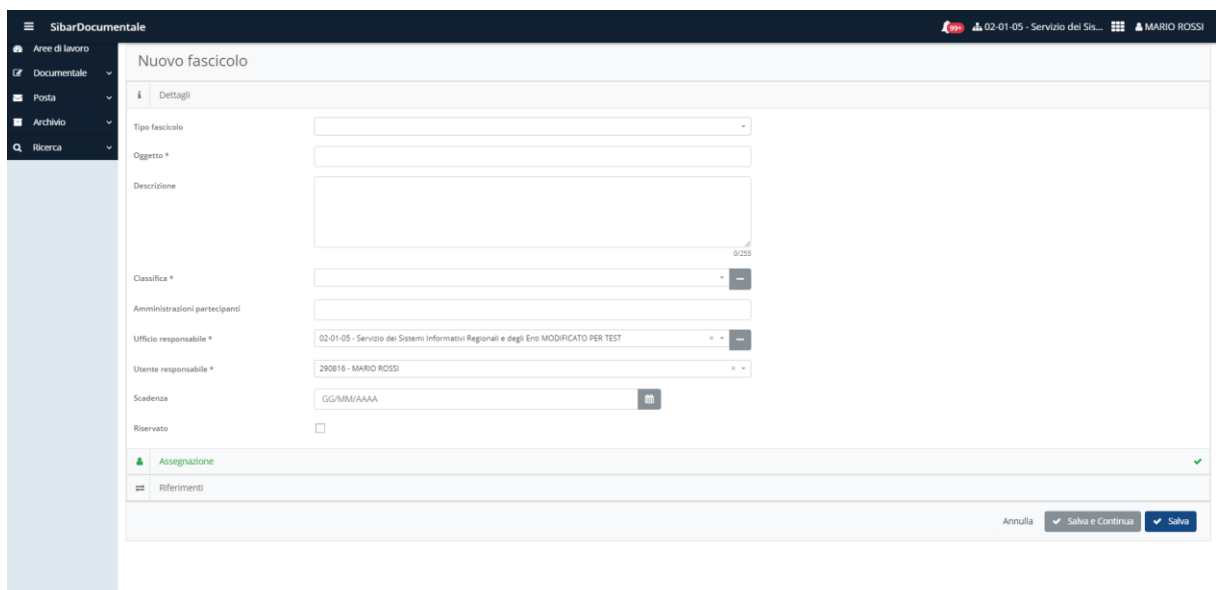 SibarDocumentale
99+ 02-01-05 - Servizio dei Sis... MARIO ROSSI
Aree di lavoro
Documentale
Posta
Archivio
Ricerca
Nuovo fascicolo
i Dettagli
Tipo fascicolo
Oggetto *
Descrizione
0/255
Classifica *
Amministrazioni partecipanti
Ufficio responsabile * 02-01-05 - Servizio dei Sistemi Informativi Regionali e degli Enti MODIFICATO PER TEST
Utente responsabile * 290816 - MARIO ROSSI
Scadenza GG/MM/AAAA
Riservato
Assegnazione
Riferimenti
Annulla Salva e Continua Salva